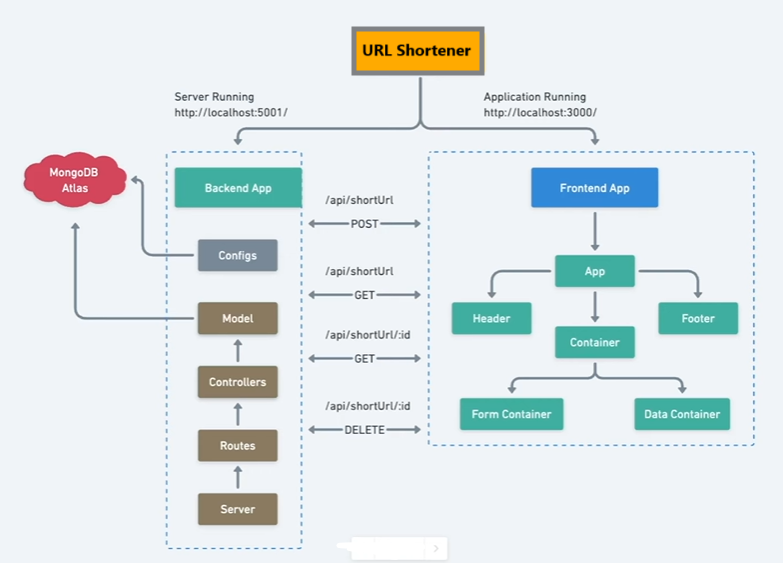 URL Shortener
Server Running
http://localhost:5001/
Application Running
http://localhost:3000/
MongoDB
Atlas
Backend App
Configs
Model
Controllers
Routes
Server
/api/shortUrl
POST
/api/shortUrl
GET
/api/shortUrl/:id
GET
/api/shortUrl/:id
DELETE
Frontend App
App
Header
Footer
Container
Form Container
Data Container